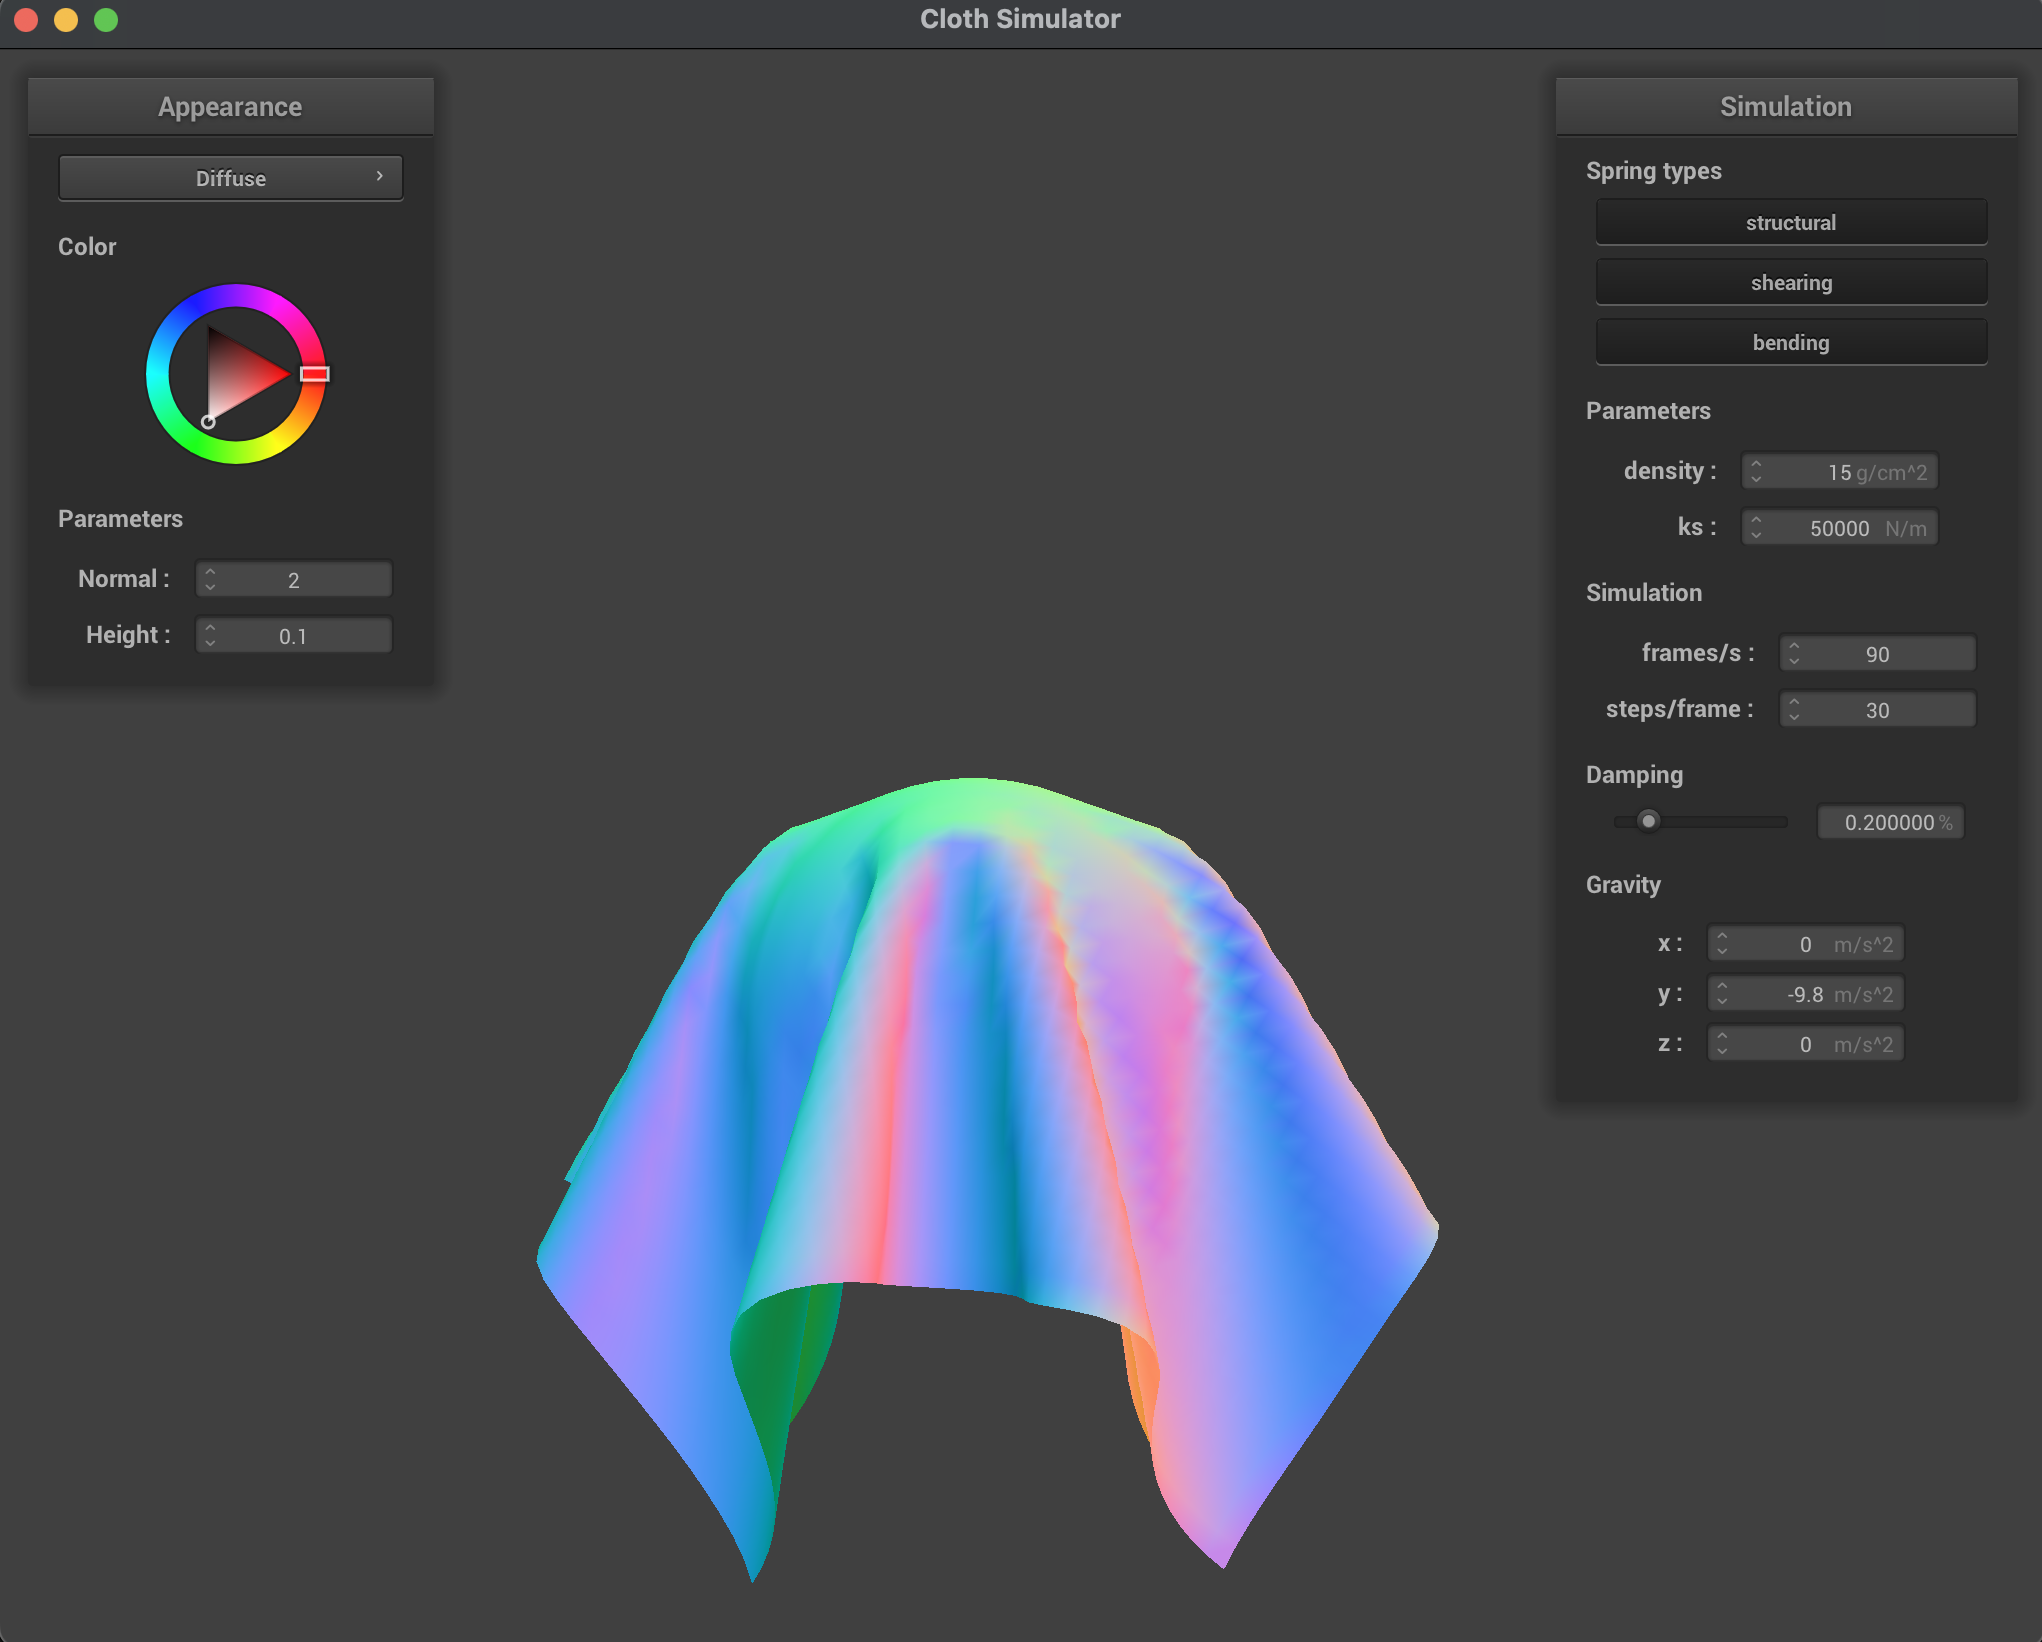 Cloth Simulator
Appearance
Diffuse
Color
Parameters
Normal : 2
Height : 0.1
Simulation
Spring types
structural
shearing
bending
Parameters
density : 15 g/cm^2
ks : 50000 N/m
Simulation
frames/s : 90
steps/frame : 30
Damping
0.200000 %
Gravity
x : 0 m/s^2
y : -9.8 m/s^2
z : 0 m/s^2